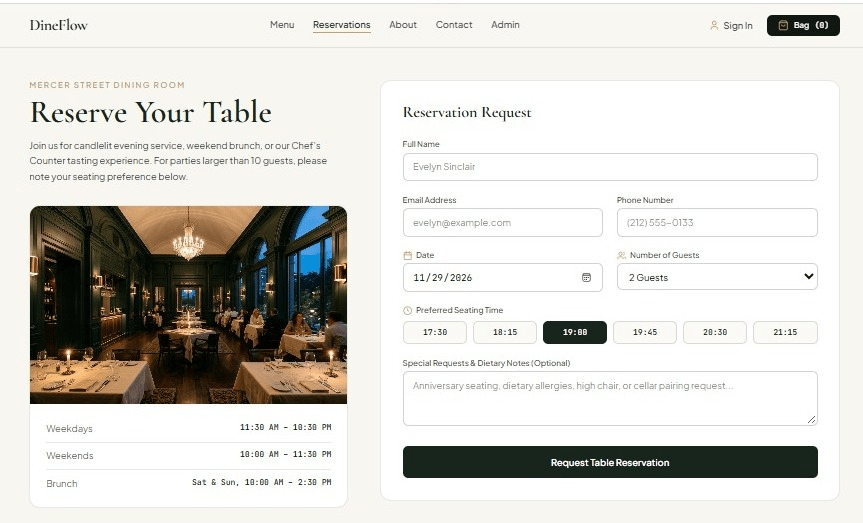 DineFlow
Menu Reservations About Contact Admin
Sign In
Bag (0)
MERCER STREET DINING ROOM
Reserve Your Table
Join us for candlelit evening service, weekend brunch, or our Chef's
Counter tasting experience. For parties larger than 10 guests, please
note your seating preference below.
Weekdays 11:30 AM – 10:30 PM
Weekends 10:00 AM – 11:30 PM
Brunch Sat & Sun, 10:00 AM – 2:30 PM
Reservation Request
Full Name
Evelyn Sinclair
Email Address Phone Number
evelyn@example.com (212) 555-0133
Date Number of Guests
11/29/2026 2 Guests
Preferred Seating Time
17:30 18:15 19:00 19:45 20:30 21:15
Special Requests & Dietary Notes (Optional)
Anniversary seating, dietary allergies, high chair, or cellar pairing request...
Request Table Reservation